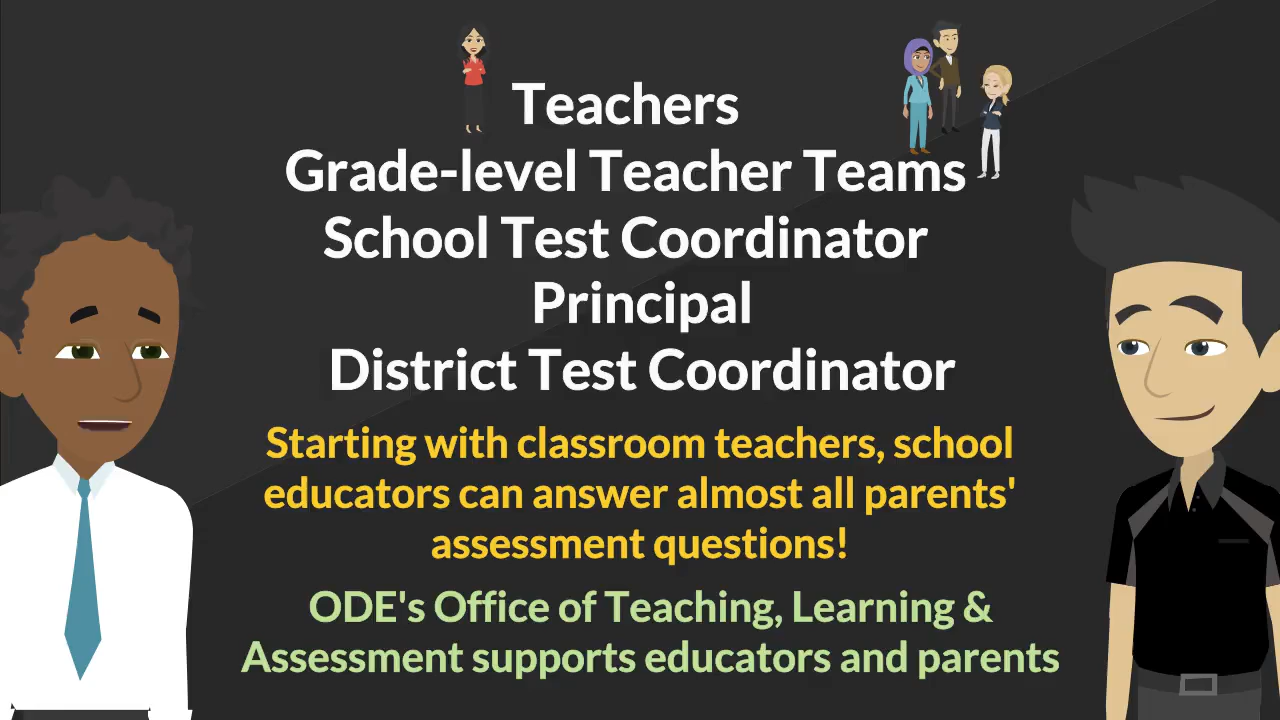 Teachers
Grade-level Teacher Teams
School Test Coordinator
Principal
District Test Coordinator
Starting with classroom teachers, school
educators can answer almost all parents'
assessment questions!
ODE's Office of Teaching, Learning &
Assessment supports educators and parents